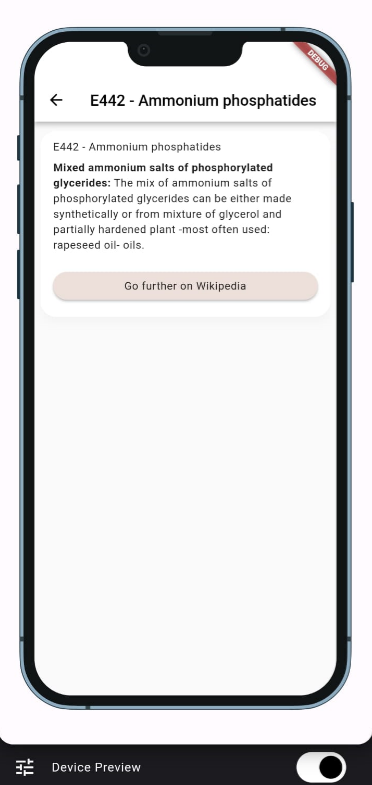 DEBUG
E442 - Ammonium phosphatides
E442 - Ammonium phosphatides
Mixed ammonium salts of phosphorylated
glycerides: The mix of ammonium salts of
phosphorylated glycerides can be either made
synthetically or from mixture of glycerol and
partially hardened plant -most often used:
rapeseed oil- oils.
Go further on Wikipedia
Device Preview